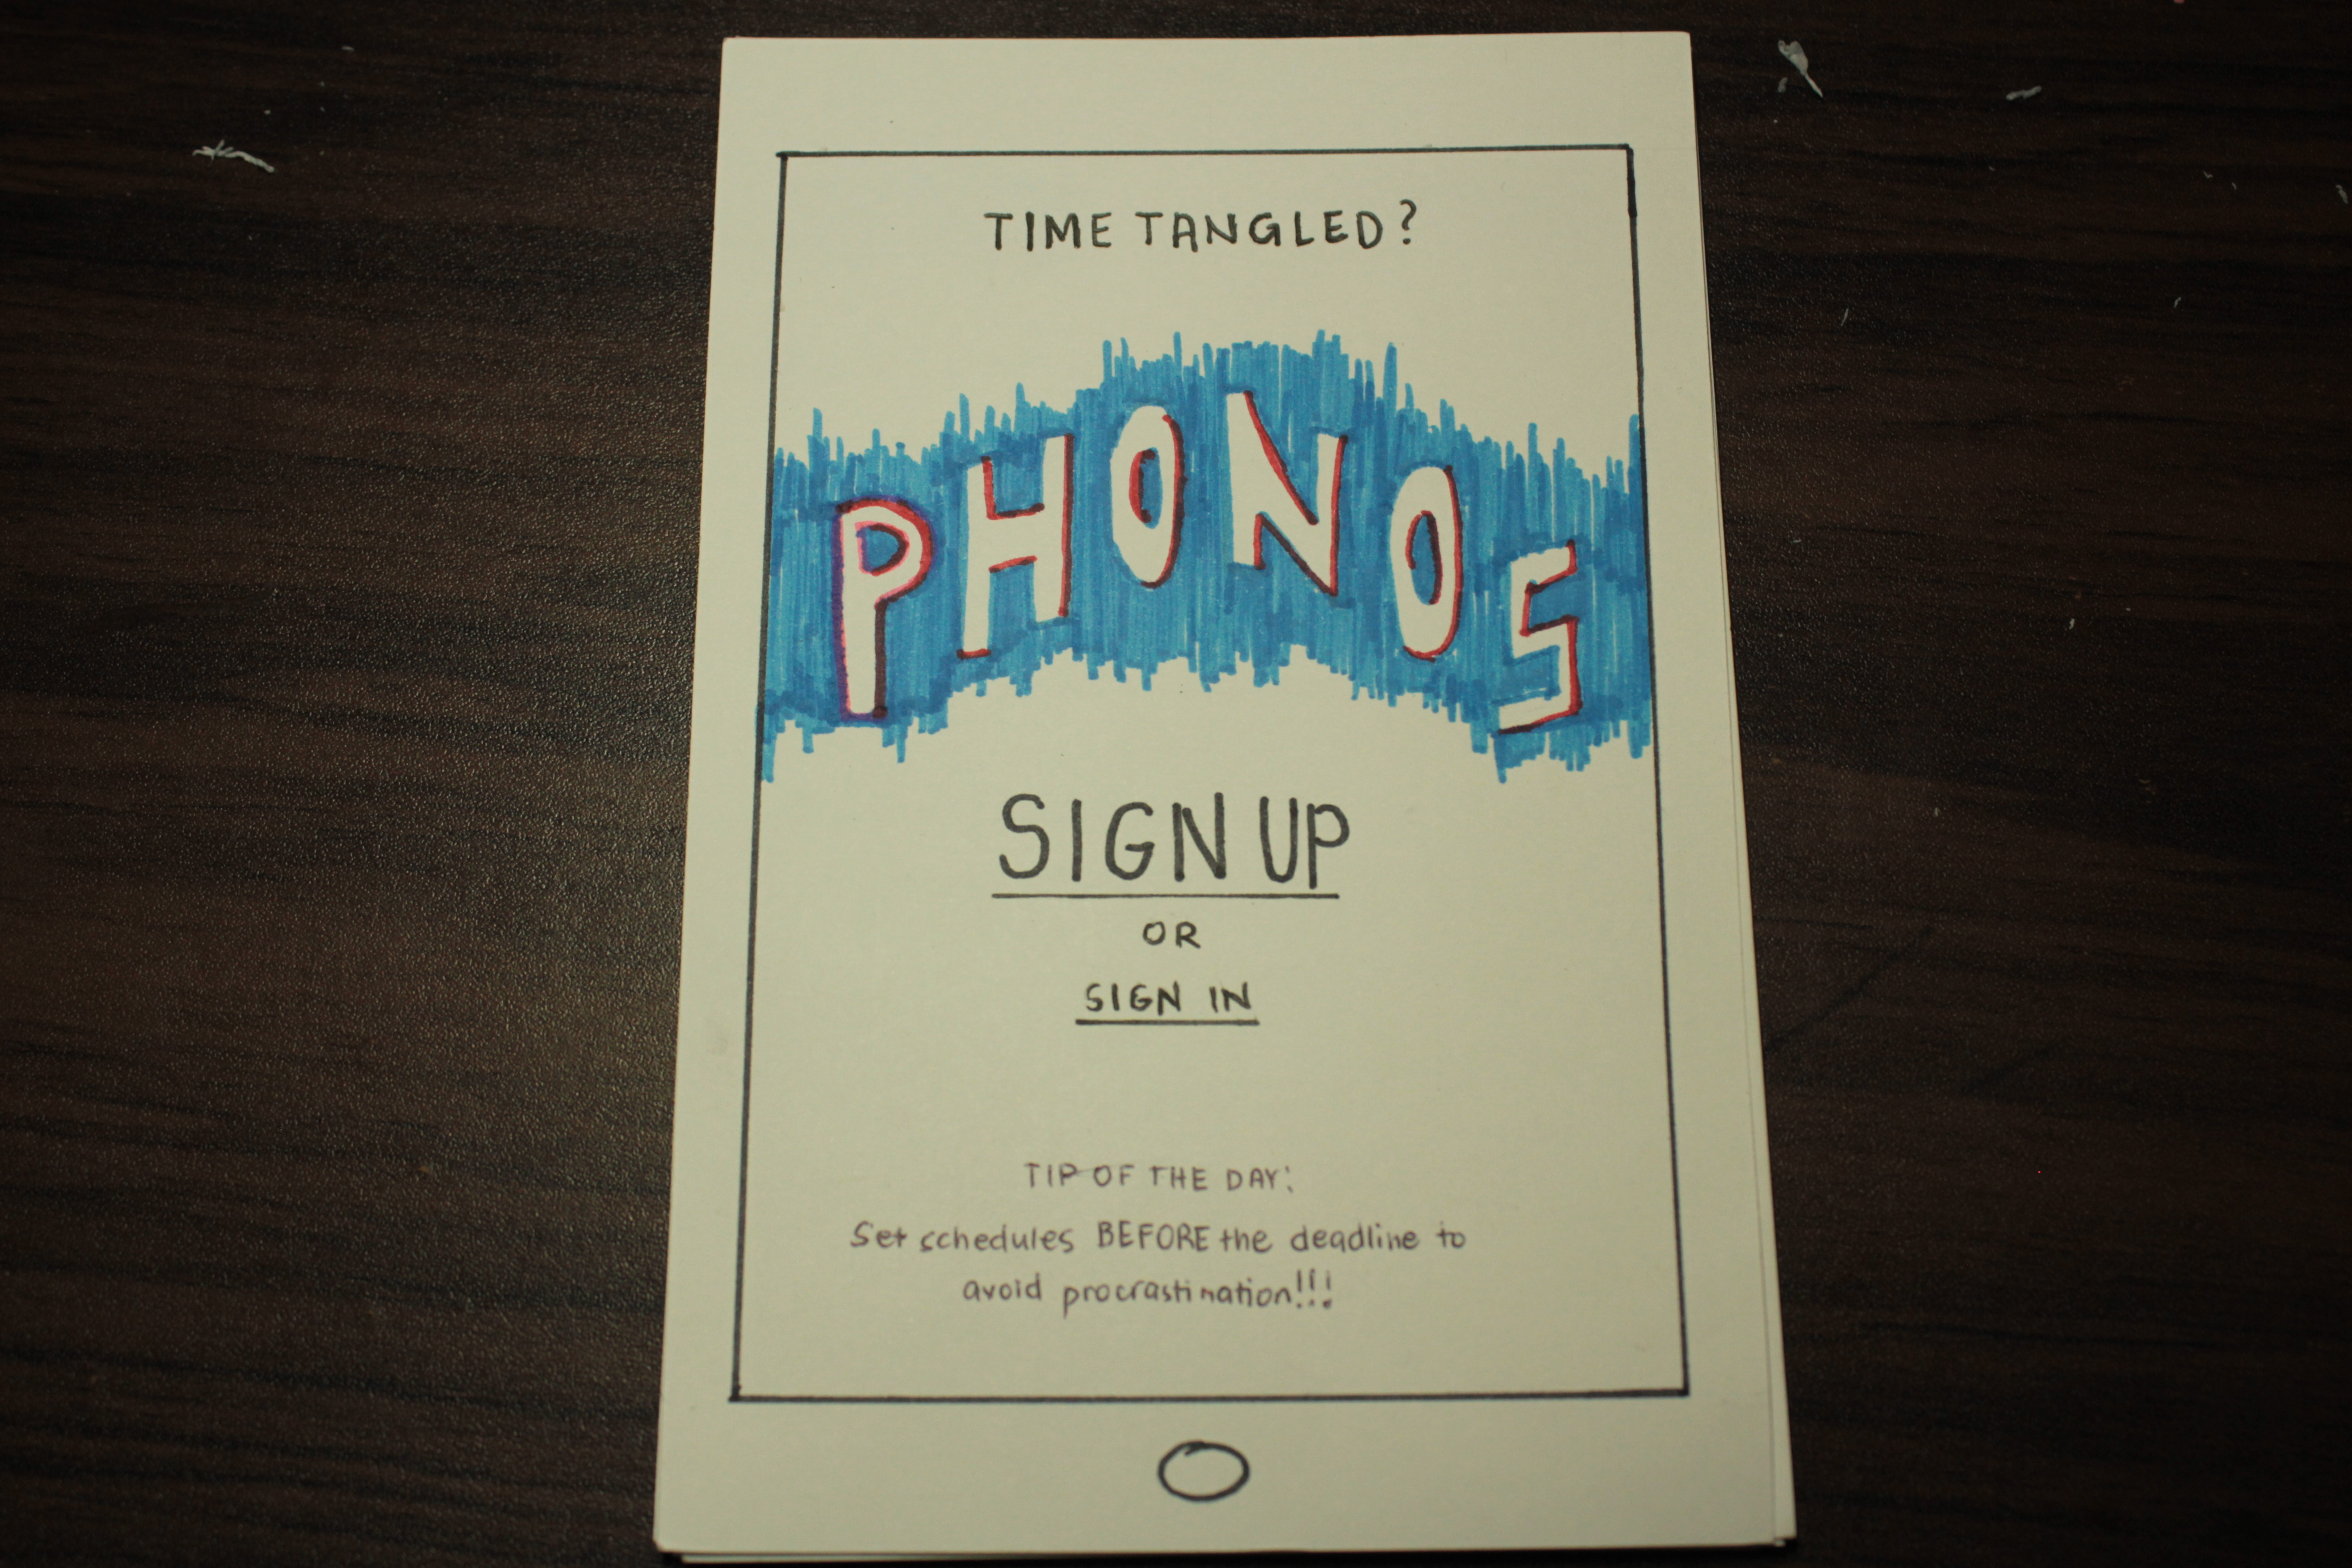 TIME TANGLED?
PHONOS
SIGN UP
OR
SIGN IN
TIP OF THE DAY:
Set schedules BEFORE the deadline to
avoid procrastination!!!